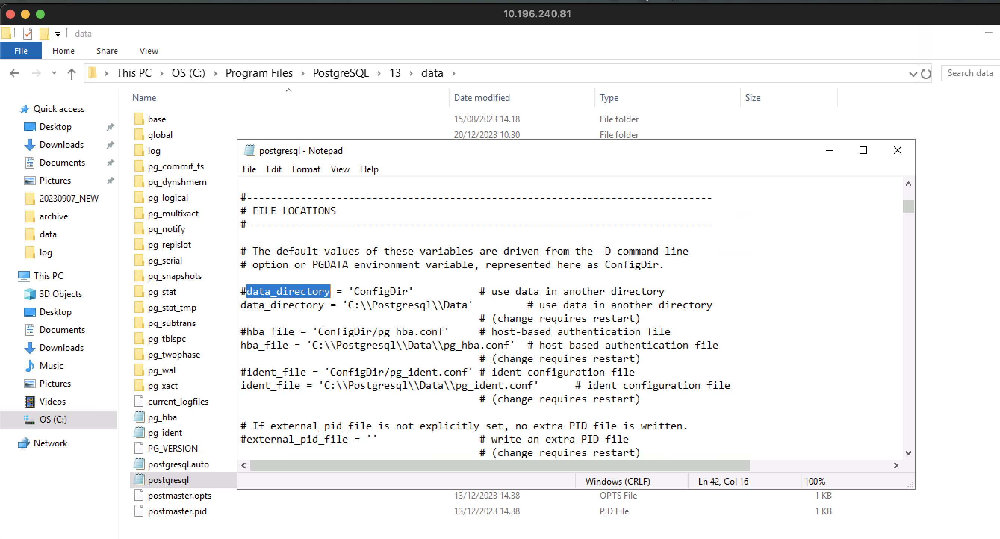 10.196.240.81
data
File Home Share View
This PC OS (C:) Program Files PostgreSQL 13 data
Search data
Name Date modified Type Size
Quick access
Desktop
Downloads
Documents
Pictures
20230907_NEW
archive
data
log
This PC
3D Objects
Desktop
Documents
Downloads
Music
Pictures
Videos
OS (C:)
Network
base 15/08/2023 14.18 File folder
global 20/12/2023 10.30 File folder
log
pg_commit_ts
pg_dynshmem
pg_logical
pg_multixact
pg_notify
pg_replslot
pg_serial
pg_snapshots
pg_stat
pg_stat_tmp
pg_subtrans
pg_tblspc
pg_twophase
pg_wal
pg_xact
current_logfiles
pg_hba
pg_ident
PG_VERSION
postgresql.auto
postgresql
postmaster.opts 13/12/2023 14.38 OPTS File 1 KB
postmaster.pid 13/12/2023 14.38 PID File 1 KB
postgresql - Notepad
File Edit Format View Help
#------------------------------------------------------------------------------
# FILE LOCATIONS
#------------------------------------------------------------------------------
# The default values of these variables are driven from the -D command-line
# option or PGDATA environment variable, represented here as ConfigDir.
#data_directory = 'ConfigDir' # use data in another directory
data_directory = 'C:\\Postgresql\\Data' # use data in another directory
# (change requires restart)
#hba_file = 'ConfigDir/pg_hba.conf' # host-based authentication file
hba_file = 'C:\\Postgresql\\Data\\pg_hba.conf' # host-based authentication file
# (change requires restart)
#ident_file = 'ConfigDir/pg_ident.conf' # ident configuration file
ident_file = 'C:\\Postgresql\\Data\\pg_ident.conf' # ident configuration file
# (change requires restart)
# If external_pid_file is not explicitly set, no extra PID file is written.
#external_pid_file = '' # write an extra PID file
# (change requires restart)
Windows (CRLF) Ln 42, Col 16 100%